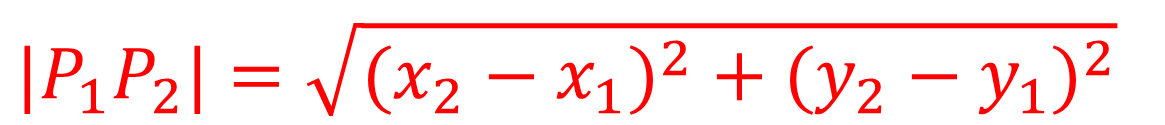 |P₁P₂| = √(x₂ − x₁)² + (y₂ − y₁)²